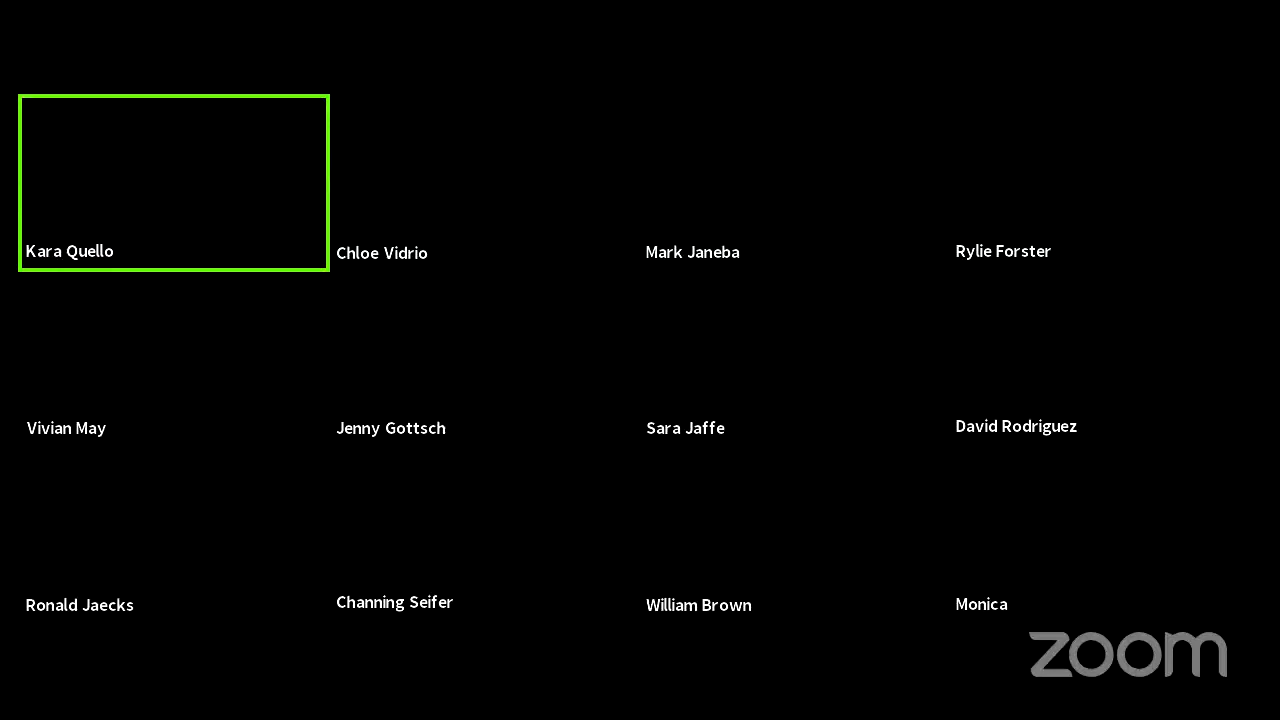 Kara Quello
Chloe Vidrio
Mark Janeba
Rylie Forster
Vivian May
Jenny Gottsch
Sara Jaffe
David Rodriguez
Ronald Jaecks
Channing Seifer
William Brown
Monica
zoom